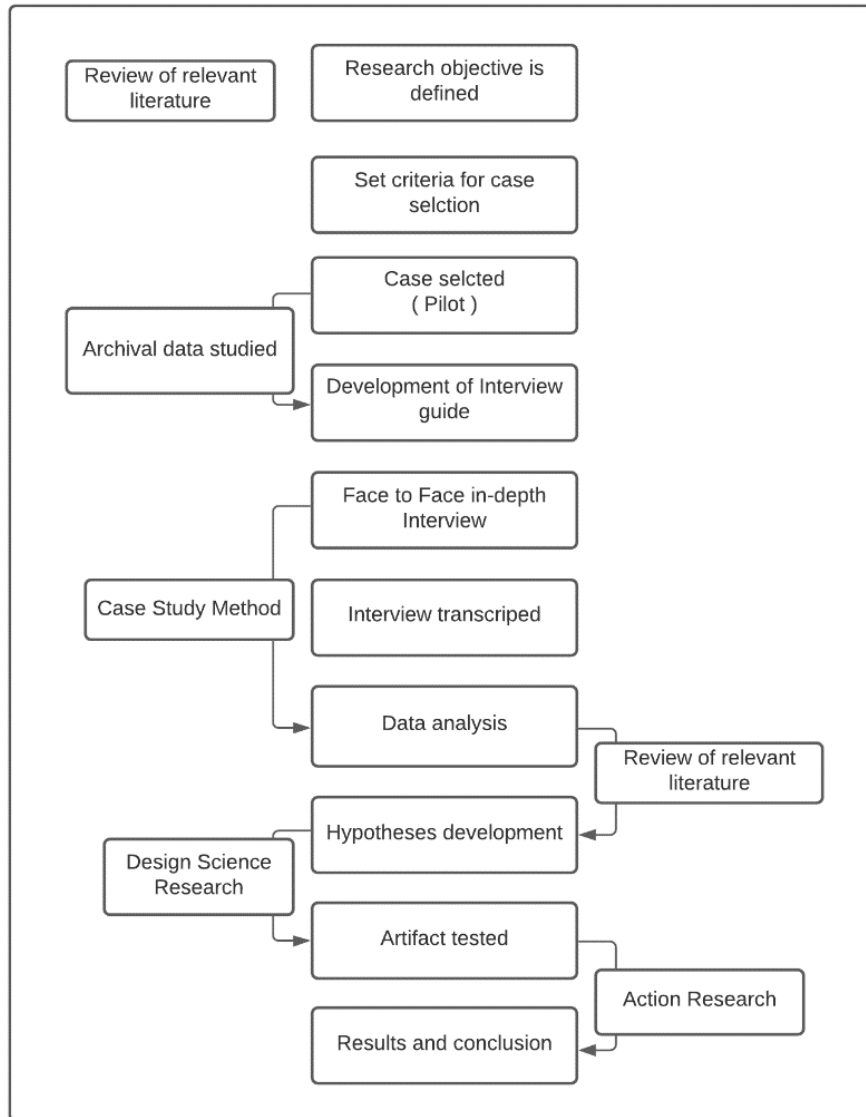 Review of relevant
literature
Research objective is
defined
Set criteria for case
selction
Case selcted
( Pilot )
Archival data studied
Development of Interview
guide
Face to Face in-depth
Interview
Case Study Method
Interview transcriped
Data analysis
Review of relevant
literature
Hypotheses development
Design Science
Research
Artifact tested
Action Research
Results and conclusion